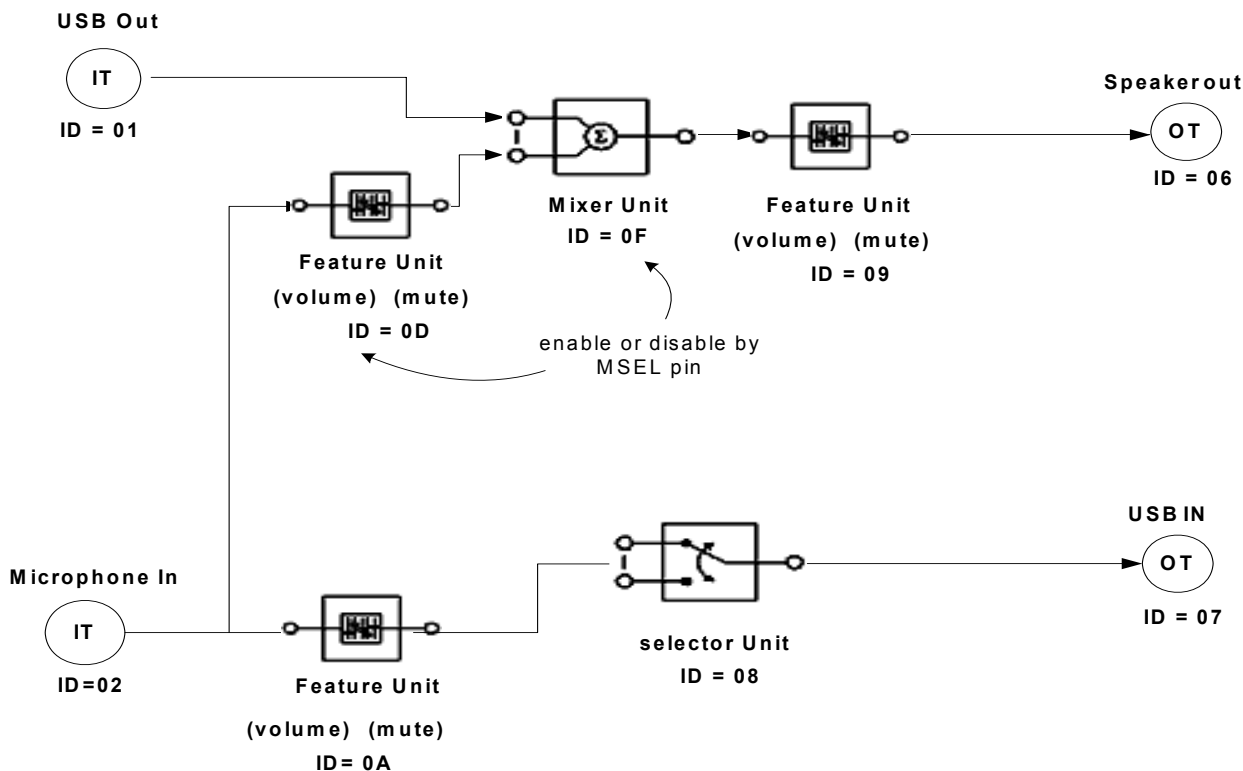 USB Out
IT
ID = 01
Speakerout
OT
ID = 06
Σ
Mixer Unit
ID = 0F
Feature Unit
(volume) (mute)
ID = 09
Feature Unit
(volume) (mute)
ID = 0D
enable or disable by
MSEL pin
USB IN
OT
ID = 07
Microphone In
IT
ID=02
selector Unit
ID = 08
Feature Unit
(volume) (mute)
ID= 0A